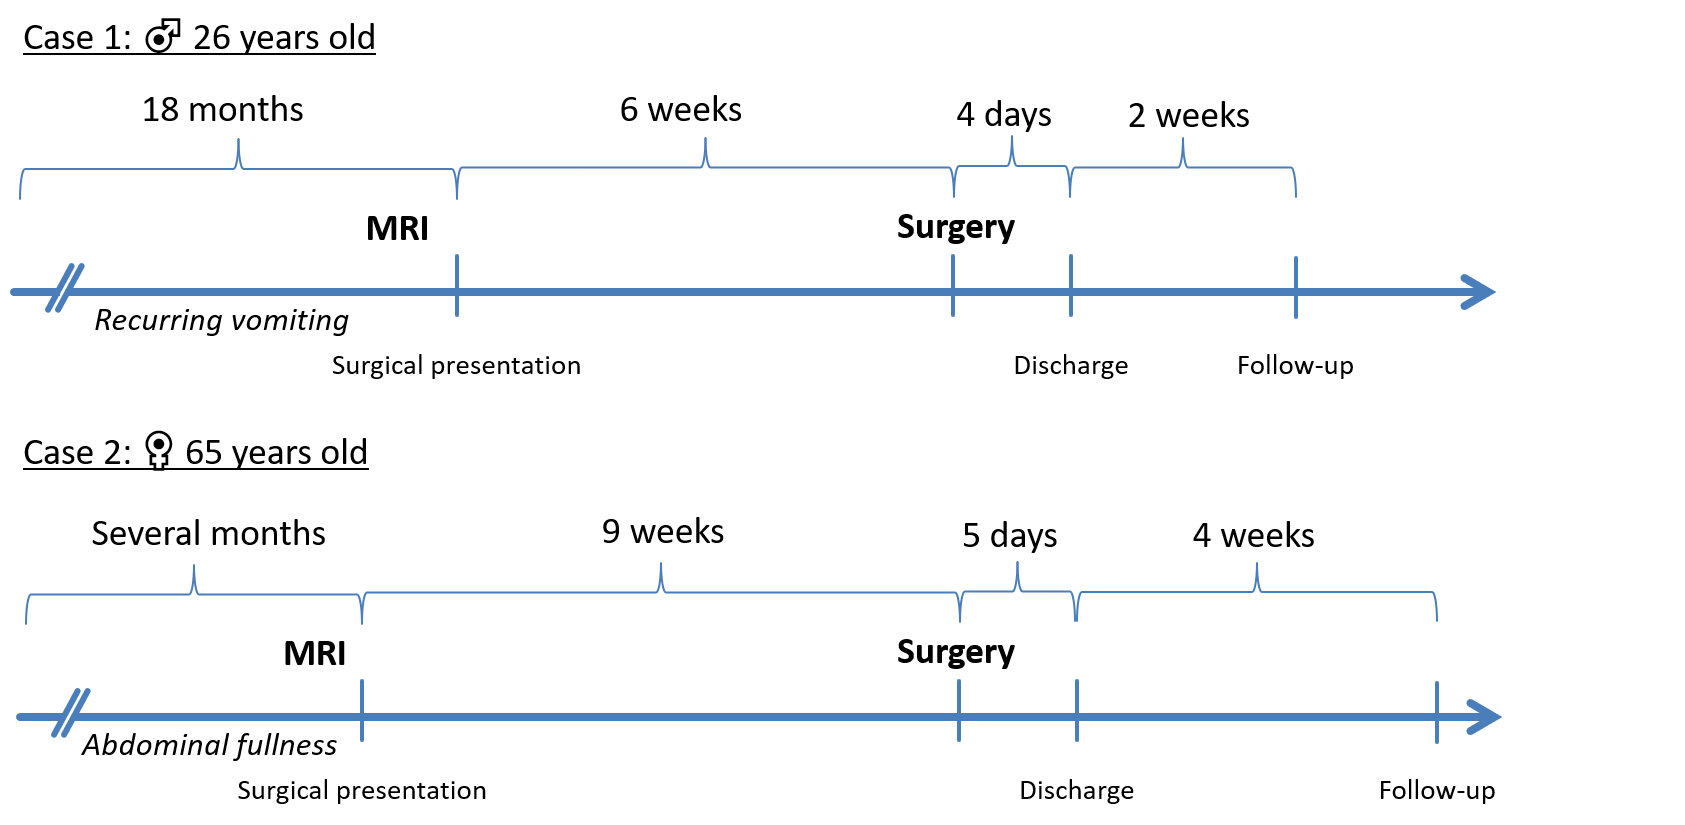 Case 1: ♂ 26 years old
18 months 6 weeks 4 days 2 weeks
MRI Surgery
Recurring vomiting
Surgical presentation Discharge Follow-up
Case 2: ♀ 65 years old
Several months 9 weeks 5 days 4 weeks
MRI Surgery
Abdominal fullness
Surgical presentation Discharge Follow-up